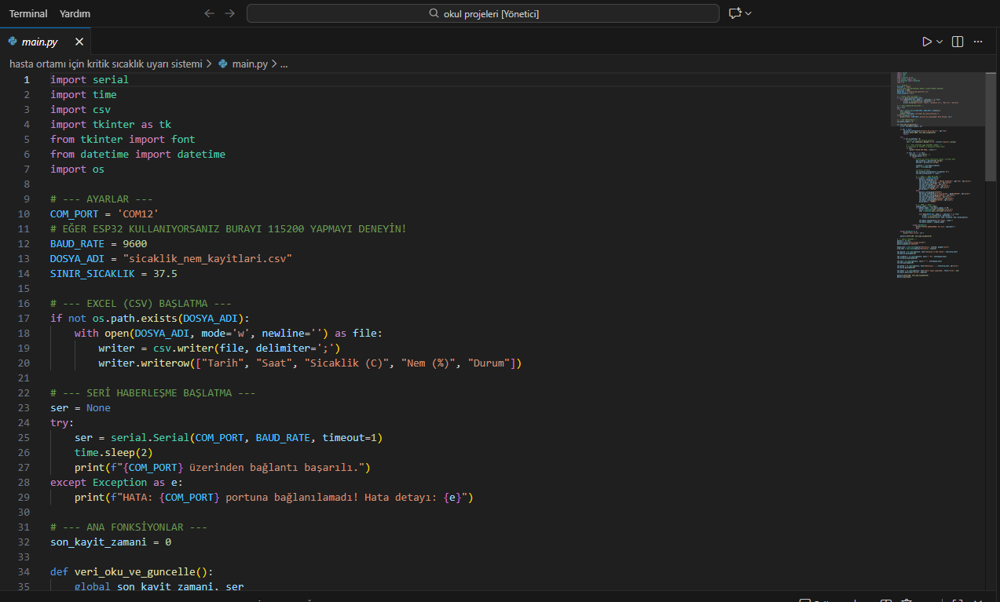 Terminal Yardım
okul projeleri [Yönetici]
main.py
hasta ortamı için kritik sıcaklık uyarı sistemi > main.py > ...
1 import serial
2 import time
3 import csv
4 import tkinter as tk
5 from tkinter import font
6 from datetime import datetime
7 import os
8
9 # --- AYARLAR ---
10 COM_PORT = 'COM12'
11 # EĞER ESP32 KULLANIYORSANIZ BURAYI 115200 YAPMAYI DENEYİN!
12 BAUD_RATE = 9600
13 DOSYA_ADI = "sicaklik_nem_kayitlari.csv"
14 SINIR_SICAKLIK = 37.5
15
16 # --- EXCEL (CSV) BAŞLATMA ---
17 if not os.path.exists(DOSYA_ADI):
18     with open(DOSYA_ADI, mode='w', newline='') as file:
19         writer = csv.writer(file, delimiter=';')
20         writer.writerow(["Tarih", "Saat", "Sicaklik (C)", "Nem (%)", "Durum"])
21
22 # --- SERİ HABERLEŞME BAŞLATMA ---
23 ser = None
24 try:
25     ser = serial.Serial(COM_PORT, BAUD_RATE, timeout=1)
26     time.sleep(2)
27     print(f"{COM_PORT} üzerinden bağlantı başarılı.")
28 except Exception as e:
29     print(f"HATA: {COM_PORT} portuna bağlanılamadı! Hata detayı: {e}")
30
31 # --- ANA FONKSİYONLAR ---
32 son_kayit_zamani = 0
33
34 def veri_oku_ve_guncelle():
35     global son_kayit_zamani, ser